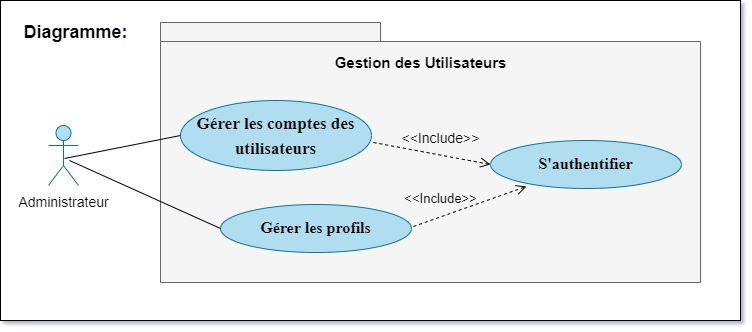 Diagramme:
Gestion des Utilisateurs
Gérer les comptes des
utilisateurs
<<Include>>
S'authentifier
Administrateur
<<Include>>
Gérer les profils